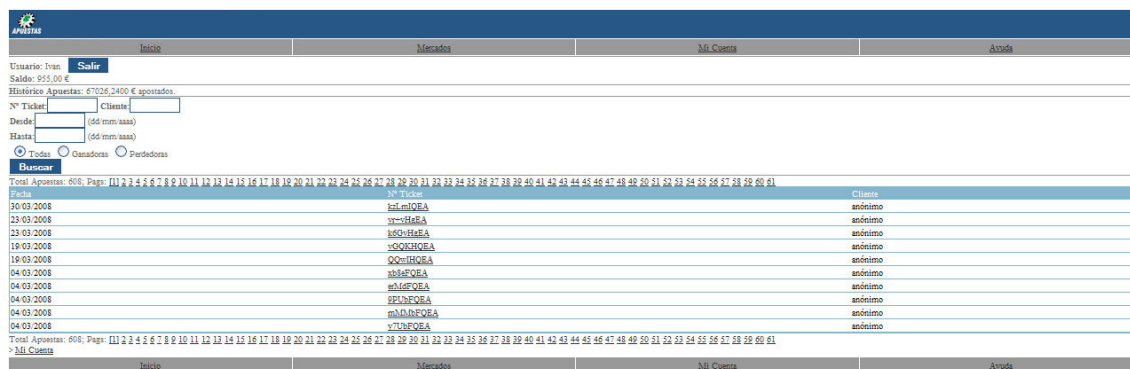 APUESTAS
Inicio Mercados Mi Cuenta Ayuda
Usuario: Ivan Salir
Saldo: 955,00 €
Histórico Apuestas: 67026,2400 € apostados.
Nº Ticket: Cliente:
Desde: (dd/mm/aaaa)
Hasta: (dd/mm/aaaa)
Todas Ganadoras Perdedoras
Buscar
Total Apuestas: 608; Pags: [1] 2 3 4 5 6 7 8 9 10 11 12 13 14 15 16 17 18 19 20 21 22 23 24 25 26 27 28 29 30 31 32 33 34 35 36 37 38 39 40 41 42 43 44 45 46 47 48 49 50 51 52 53 54 55 56 57 58 59 60 61
Fecha Nº Ticket Cliente
30/03/2008 kzLmIQEA anónimo
23/03/2008 vr+vHgEA anónimo
23/03/2008 k6GvHgEA anónimo
19/03/2008 vGQKHQEA anónimo
19/03/2008 QQwIHQEA anónimo
04/03/2008 xb8eFQEA anónimo
04/03/2008 erMdFQEA anónimo
04/03/2008 9PUbFQEA anónimo
04/03/2008 mMMbFQEA anónimo
04/03/2008 v7UbFQEA anónimo
Total Apuestas: 608; Pags: [1] 2 3 4 5 6 7 8 9 10 11 12 13 14 15 16 17 18 19 20 21 22 23 24 25 26 27 28 29 30 31 32 33 34 35 36 37 38 39 40 41 42 43 44 45 46 47 48 49 50 51 52 53 54 55 56 57 58 59 60 61
> Mi Cuenta
Inicio Mercados Mi Cuenta Ayuda